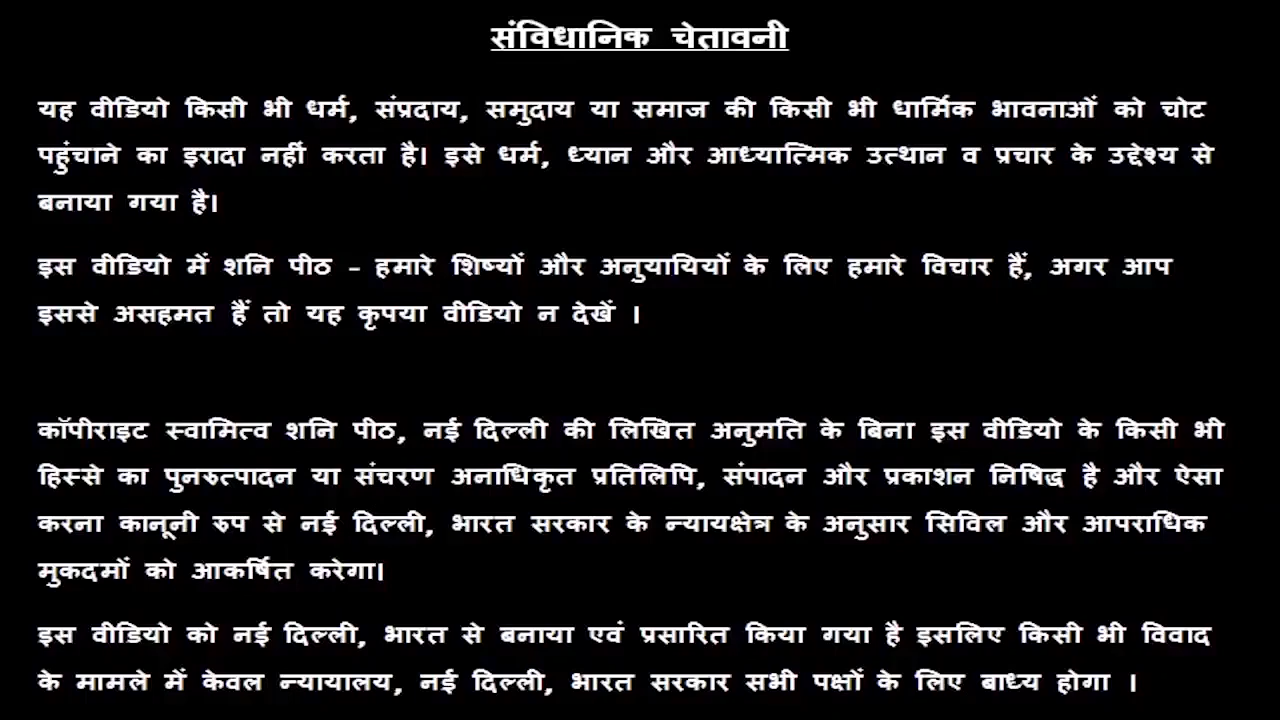 संविधानिक चेतावनी
यह वीडियो किसी भी धर्म, संप्रदाय, समुदाय या समाज की किसी भी धार्मिक भावनाओं को चोट
पहुंचाने का इरादा नहीं करता है। इसे धर्म, ध्यान और आध्यात्मिक उत्थान व प्रचार के उद्देश्य से
बनाया गया है।
इस वीडियो में शनि पीठ – हमारे शिष्यों और अनुयायियों के लिए हमारे विचार हैं, अगर आप
इससे असहमत हैं तो यह कृपया वीडियो न देखें ।
कॉपीराइट स्वामित्व शनि पीठ, नई दिल्ली की लिखित अनुमति के बिना इस वीडियो के किसी भी
हिस्से का पुनरुत्पादन या संचरण अनाधिकृत प्रतिलिपि, संपादन और प्रकाशन निषिद्ध है और ऐसा
करना कानूनी रुप से नई दिल्ली, भारत सरकार के न्यायक्षेत्र के अनुसार सिविल और आपराधिक
मुकदमों को आकर्षित करेगा।
इस वीडियो को नई दिल्ली, भारत से बनाया एवं प्रसारित किया गया है इसलिए किसी भी विवाद
के मामले में केवल न्यायालय, नई दिल्ली, भारत सरकार सभी पक्षों के लिए बाध्य होगा ।